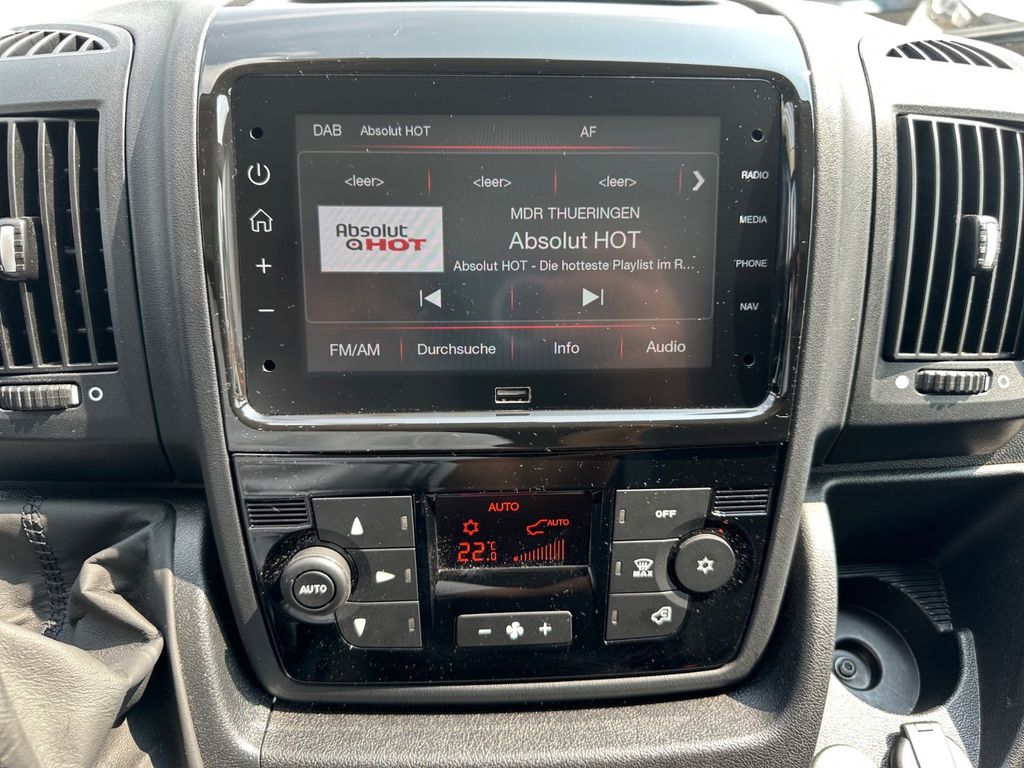 DAB Absolut HOT AF
<leer> <leer> <leer>
RADIO
Absolut
HOT
MDR THUERINGEN
MEDIA
Absolut HOT
Absolut HOT - Die hotteste Playlist im R...
PHONE
NAV
FM/AM Durchsuche Info Audio
AUTO
OFF
AUTO
22.0 °C
MAX
AUTO